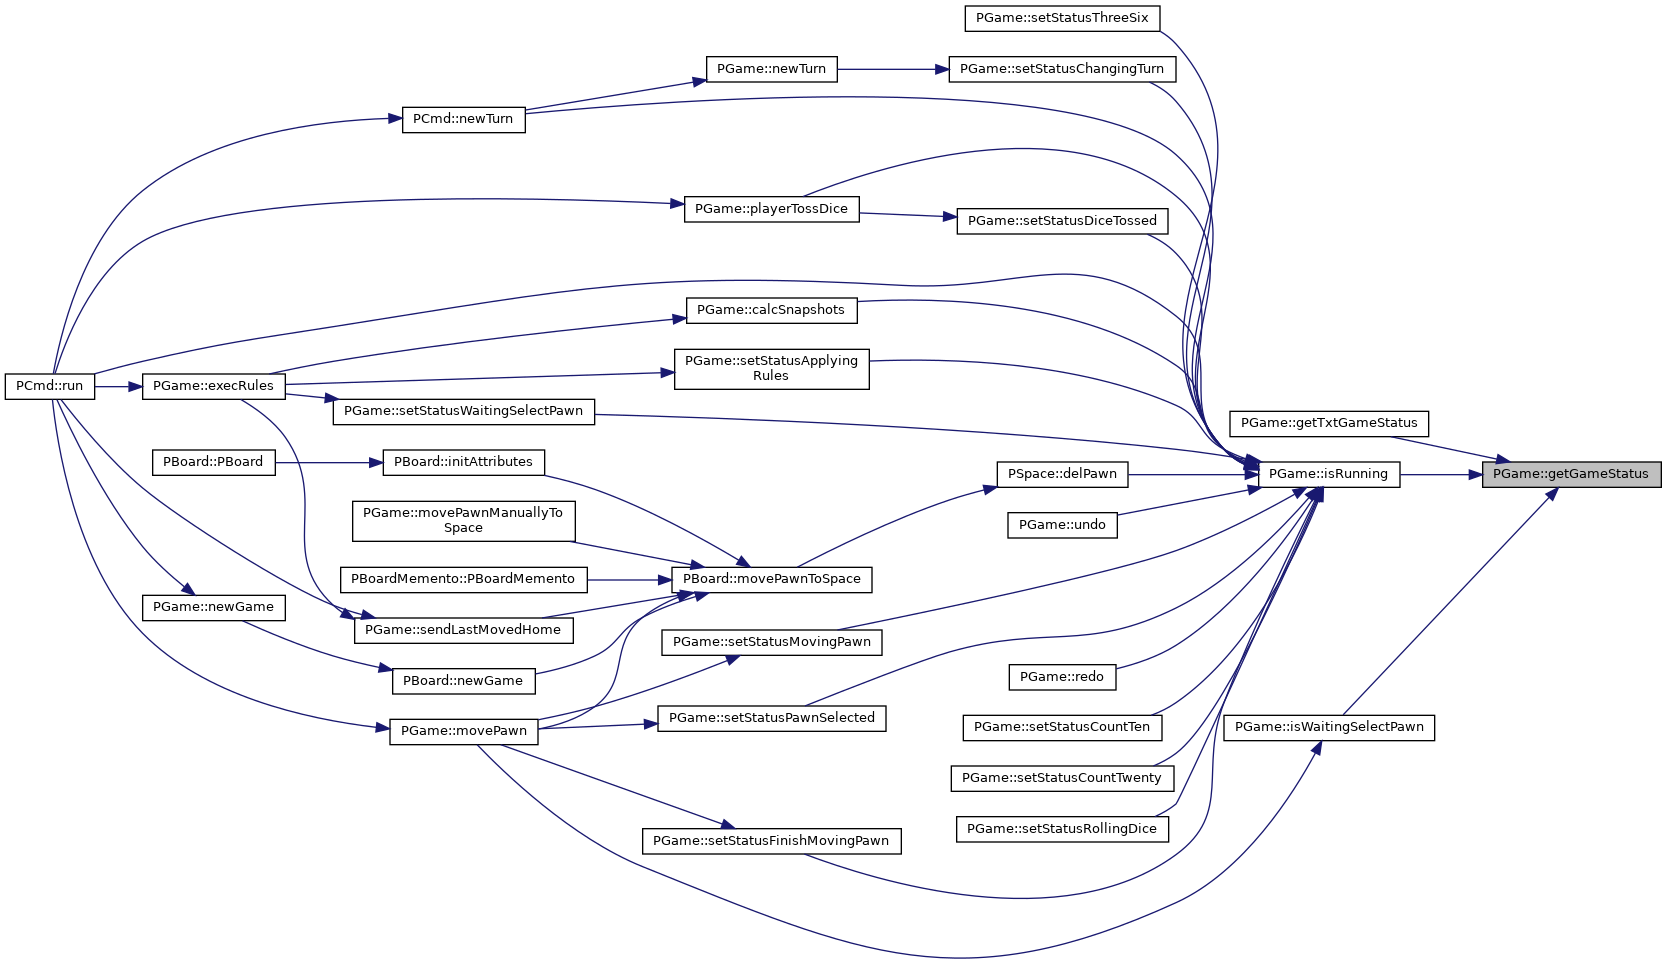 PGame::setStatusThreeSix
PGame::newTurn
PGame::setStatusChangingTurn
PCmd::newTurn
PGame::playerTossDice
PGame::setStatusDiceTossed
PGame::calcSnapshots
PGame::setStatusApplying
Rules
PCmd::run
PGame::execRules
PGame::setStatusWaitingSelectPawn
PGame::getTxtGameStatus
PBoard::PBoard
PBoard::initAttributes
PSpace::delPawn
PGame::isRunning
PGame::getGameStatus
PGame::movePawnManuallyTo
Space
PGame::undo
PBoardMemento::PBoardMemento
PBoard::movePawnToSpace
PGame::newGame
PGame::sendLastMovedHome
PGame::setStatusMovingPawn
PBoard::newGame
PGame::redo
PGame::movePawn
PGame::setStatusPawnSelected
PGame::setStatusCountTen
PGame::isWaitingSelectPawn
PGame::setStatusCountTwenty
PGame::setStatusRollingDice
PGame::setStatusFinishMovingPawn